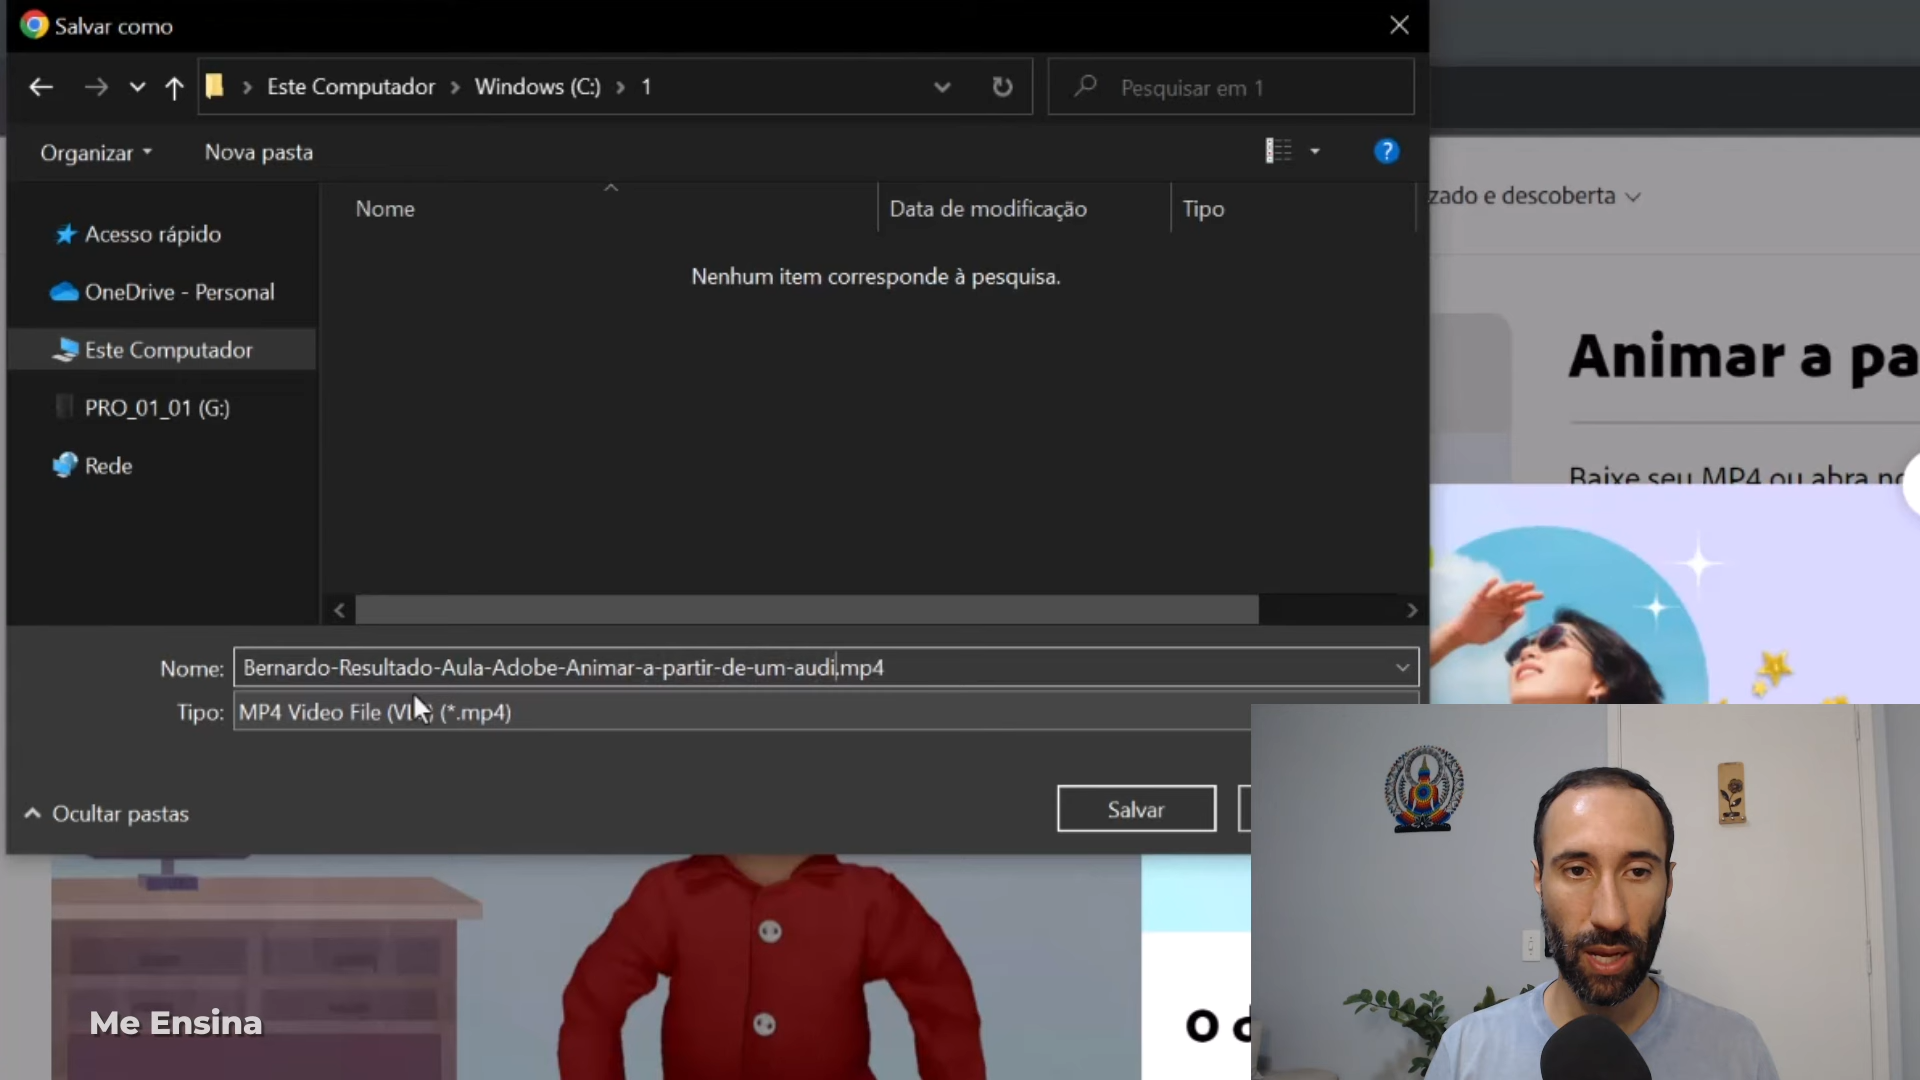 Salvar como
Este Computador > Windows (C:) > 1
Pesquisar em 1
Organizar
Nova pasta
?
Nome
Data de modificação
Tipo
Acesso rápido
OneDrive - Personal
Este Computador
PRO_01_01 (G:)
Rede
Nenhum item corresponde à pesquisa.
zado e descoberta
Animar a pa
Baixe seu MP4 ou abra no
Nome: Bernardo-Resultado-Aula-Adobe-Animar-a-partir-de-um-audi.mp4
Tipo: MP4 Video File (VL (*.mp4)
Ocultar pastas
Salvar
Me Ensina
O